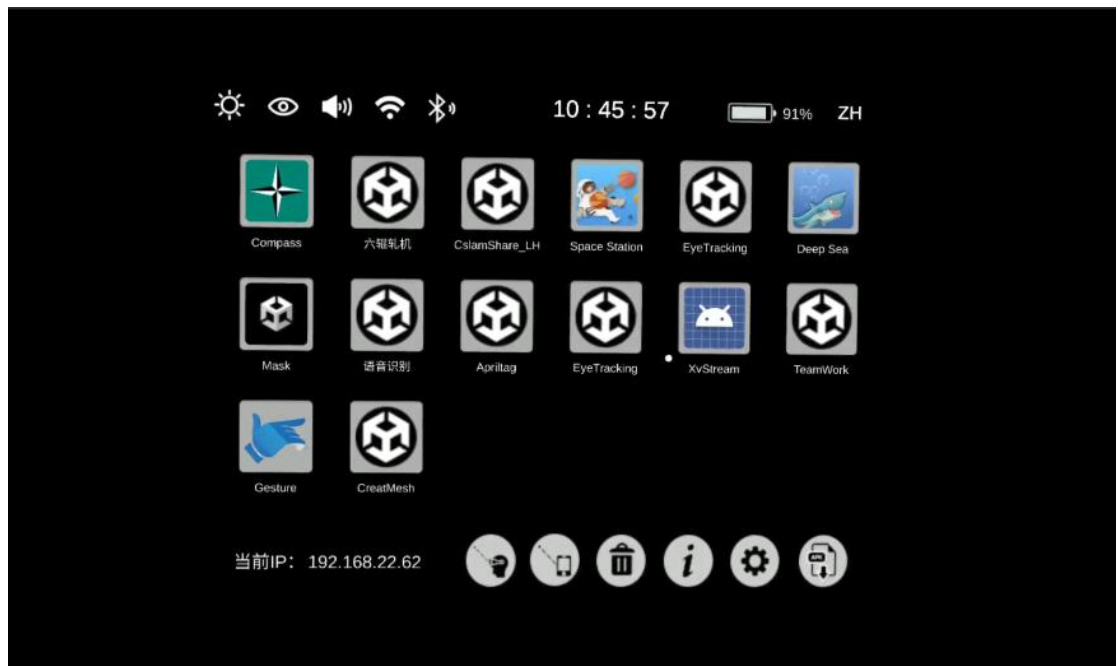 10 : 45 : 57 91% ZH
Compass 六辊轧机 CslamShare_LH Space Station EyeTracking Deep Sea
Mask 语音识别 Apriltag EyeTracking XvStream TeamWork
Gesture CreatMesh
当前IP： 192.168.22.62 i APK